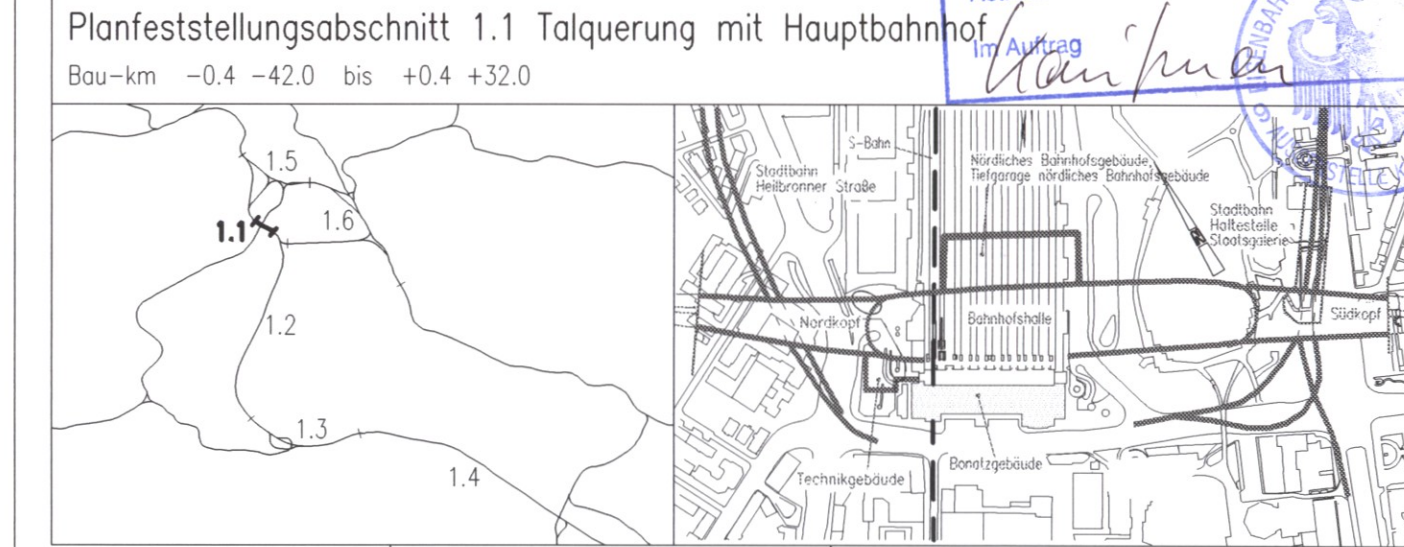 Planfeststellungsabschnitt 1.1 Talquerung mit Hauptbahnhof
Im Auftrag
Bau-km -0.4 -42.0 bis +0.4 +32.0
1.5
1.6
1.1
1.2
1.3
1.4
S-Bahn
Stadtbahn
Heilbronner Straße
Nördliches Bahnhofsgebäude,
Tiefgarage nördliches Bahnhofsgebäude
Stadtbahn
Haltestelle
Staatsgalerie
Nordkopf
Bahnhofshalle
Südkopf
Technikgebäude
Bonatzgebäude